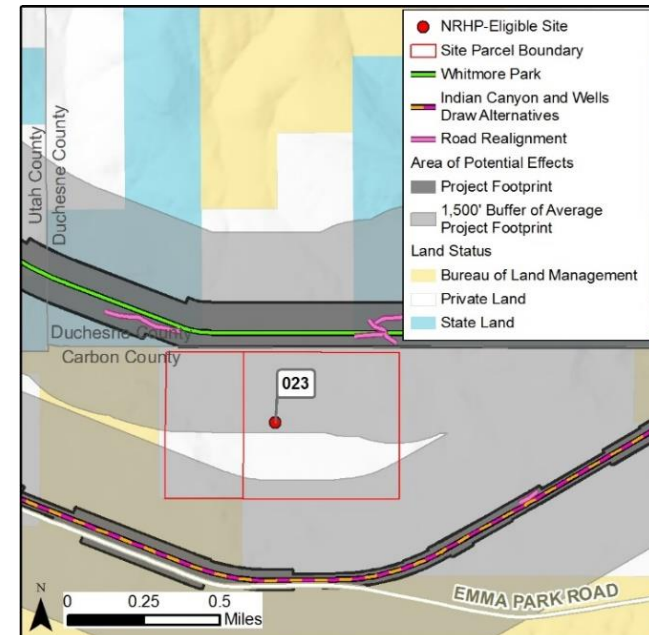 NRHP-Eligible Site
Site Parcel Boundary
Whitmore Park
Indian Canyon and Wells
Draw Alternatives
Road Realignment
Area of Potential Effects
Project Footprint
1,500' Buffer of Average
Project Footprint
Land Status
Bureau of Land Management
Private Land
State Land
Utah County
Duchesne County
Duchesne County
Carbon County
023
EMMA PARK ROAD
N
0 0.25 0.5
Miles